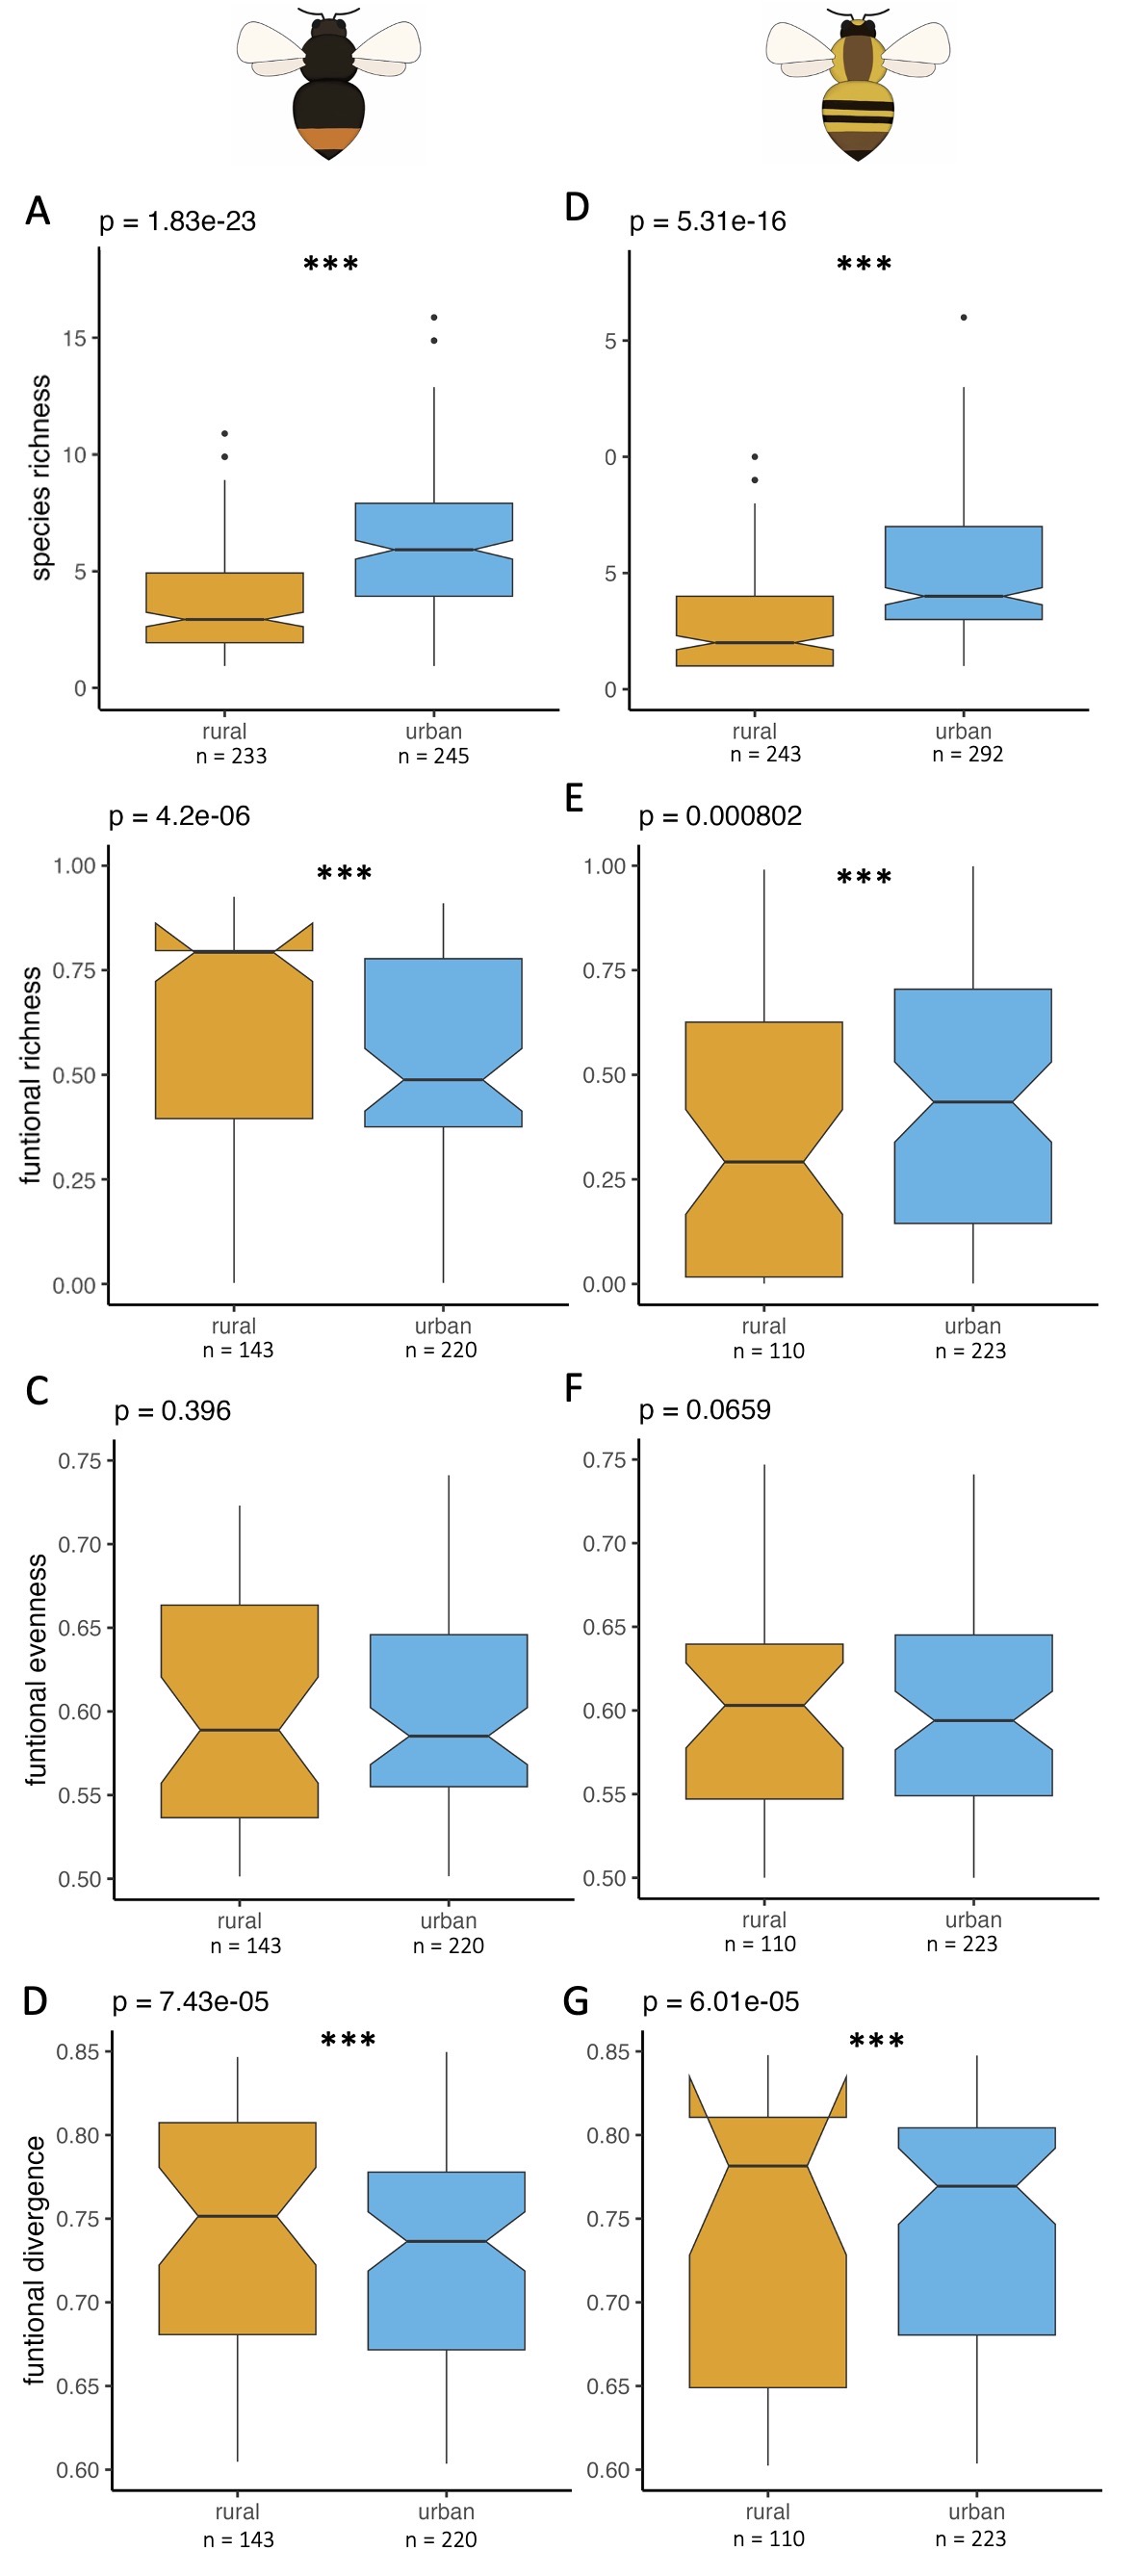 A
p = 1.83e-23
***
species richness
15
10
5
0
rural
urban
n = 233
n = 245
D
p = 5.31e-16
***
5
0
5
0
rural
urban
n = 243
n = 292
p = 4.2e-06
***
funtional richness
1.00
0.75
0.50
0.25
0.00
rural
urban
n = 143
n = 220
E
p = 0.000802
***
1.00
0.75
0.50
0.25
0.00
rural
urban
n = 110
n = 223
C
p = 0.396
funtional evenness
0.75
0.70
0.65
0.60
0.55
0.50
rural
urban
n = 143
n = 220
F
p = 0.0659
0.75
0.70
0.65
0.60
0.55
0.50
rural
urban
n = 110
n = 223
D
p = 7.43e-05
***
funtional divergence
0.85
0.80
0.75
0.70
0.65
0.60
rural
urban
n = 143
n = 220
G
p = 6.01e-05
***
0.85
0.80
0.75
0.70
0.65
0.60
rural
urban
n = 110
n = 223